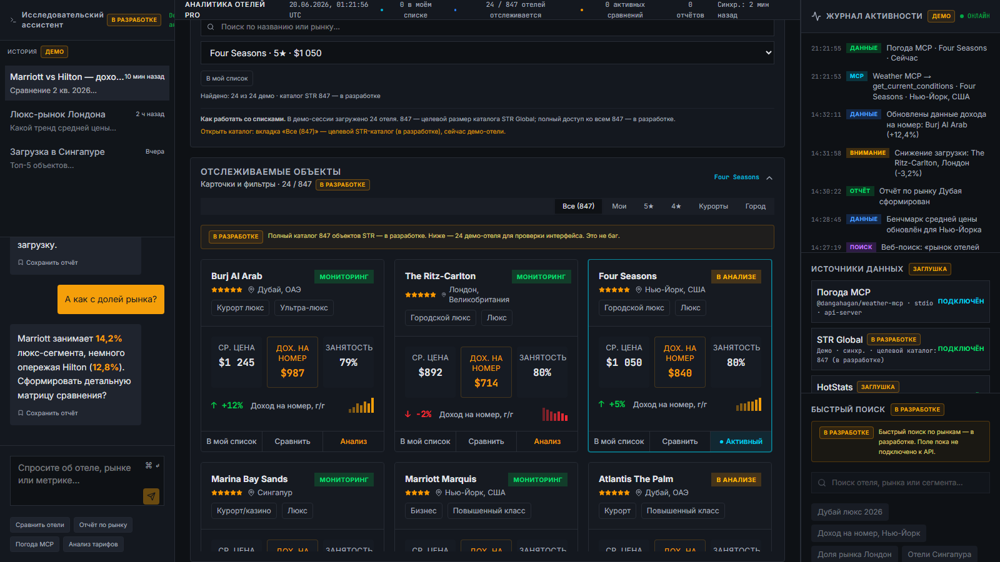 Исследовательский ассистент
В РАЗРАБОТКЕ
ИСТОРИЯ ДЕМО
Marriott vs Hilton — дохо... 10 мин назад
Сравнение 2 кв. 2026...
Люкс-рынок Лондона 2 ч назад
Какой тренд средней цены...
Загрузка в Сингапуре Вчера
Топ-5 объектов...
загрузку.
Сохранить отчёт
А как с долей рынка?
Marriott занимает 14,2%
люкс-сегмента, немного
опережая Hilton (12,8%).
Сформировать детальную
матрицу сравнения?
Сохранить отчёт
Спросите об отеле, рынке
или метрике...
⌘ ↵
Сравнить отели Отчёт по рынку
Погода MCP Анализ тарифов
АНАЛИТИКА ОТЕЛЕЙ PRO
20.06.2026, 01:21:56 UTC
0 в моём списке
24 / 847 отелей отслеживается
0 активных сравнений
0 отчётов
Синхр.: 2 мин назад
Поиск по названию или рынку...
Four Seasons · 5★ · $1 050
В мой список
Найдено: 24 из 24 демо · каталог STR 847 — в разработке
Как работать со списками. В демо-сессии загружено 24 отеля. 847 — целевой размер каталога STR Global; полный доступ ко всем 847 — в разработке.
Открыть каталог: вкладка «Все (847)» — целевой STR-каталог (в разработке), сейчас демо-отели.
ОТСЛЕЖИВАЕМЫЕ ОБЪЕКТЫ
Карточки и фильтры · 24 / 847 В РАЗРАБОТКЕ
Four Seasons
Все (847) Мои 5★ 4★ Курорты Город
В РАЗРАБОТКЕ Полный каталог 847 объектов STR — в разработке. Ниже — 24 демо-отеля для проверки интерфейса. Это не баг.
Burj Al Arab МОНИТОРИНГ
★★★★★ Дубай, ОАЭ
Курорт люкс Ультра-люкс
СР. ЦЕНА $1 245
ДОХ. НА НОМЕР $987
ЗАНЯТОСТЬ 79%
↑ +12% Доход на номер, г/г
В мой список Сравнить Анализ
The Ritz-Carlton МОНИТОРИНГ
★★★★★ Лондон, Великобритания
Городской люкс Люкс
СР. ЦЕНА $892
ДОХ. НА НОМЕР $714
ЗАНЯТОСТЬ 80%
↓ -2% Доход на номер, г/г
В мой список Сравнить Анализ
Four Seasons В АНАЛИЗЕ
★★★★★ Нью-Йорк, США
Городской люкс Люкс
СР. ЦЕНА $1 050
ДОХ. НА НОМЕР $840
ЗАНЯТОСТЬ 80%
↑ +5% Доход на номер, г/г
В мой список Сравнить Активный
Marina Bay Sands МОНИТОРИНГ
★★★★★ Сингапур
Курорт/казино Люкс
СР. ЦЕНА ДОХ. НА ЗАНЯТОСТЬ
Marriott Marquis МОНИТОРИНГ
★★★★ Нью-Йорк, США
Бизнес Повышенный класс
СР. ЦЕНА ДОХ. НА ЗАНЯТОСТЬ
Atlantis The Palm В АНАЛИЗЕ
★★★★★ Дубай, ОАЭ
Курорт Повышенный класс
СР. ЦЕНА ДОХ. НА ЗАНЯТОСТЬ
ЖУРНАЛ АКТИВНОСТИ ДЕМО ОНЛАЙН
21:21:55 ДАННЫЕ Погода MCP · Four Seasons
· Сейчас
21:21:53 MCP Weather MCP →
get_current_conditions · Four
Seasons · Нью-Йорк, США
14:32:11 ДАННЫЕ Обновлены данные дохода
на номер: Burj Al Arab
(+12,4%)
14:31:58 ВНИМАНИЕ Снижение загрузки: The
Ritz-Carlton, Лондон
(-3,2%)
14:30:22 ОТЧЁТ Отчёт по рынку Дубая
сформирован
14:28:45 ДАННЫЕ Бенчмарк средней цены
обновлён для Нью-Йорка
14:27:19 ПОИСК Веб-поиск: «рынок отелей
ИСТОЧНИКИ ДАННЫХ ЗАГЛУШКА
Погода MCP
@dangahagan/weather-mcp · stdio
· api-server
ПОДКЛЮЧЁН
STR Global В РАЗРАБОТКЕ
Демо · синхр. · целевой каталог:
847 (в разработке)
ПОДКЛЮЧЁН
HotStats ЗАГЛУШКА
БЫСТРЫЙ ПОИСК В РАЗРАБОТКЕ
В РАЗРАБОТКЕ Быстрый поиск по рынкам — в
разработке. Поле пока не
подключено к API.
Поиск отеля, рынка или сегмента...
Дубай люкс 2026
Доход на номер, Нью-Йорк
Доля рынка Лондон Отели Сингапура